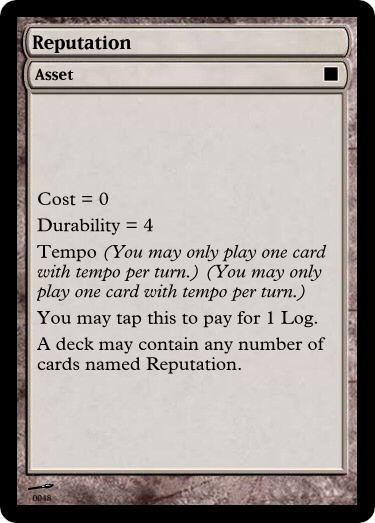 Reputation
Asset
Cost = 0
Durability = 4
Tempo (You may only play one card
with tempo per turn.) (You may only
play one card with tempo per turn.)
You may tap this to pay for 1 Log.
A deck may contain any number of
cards named Reputation.
0048